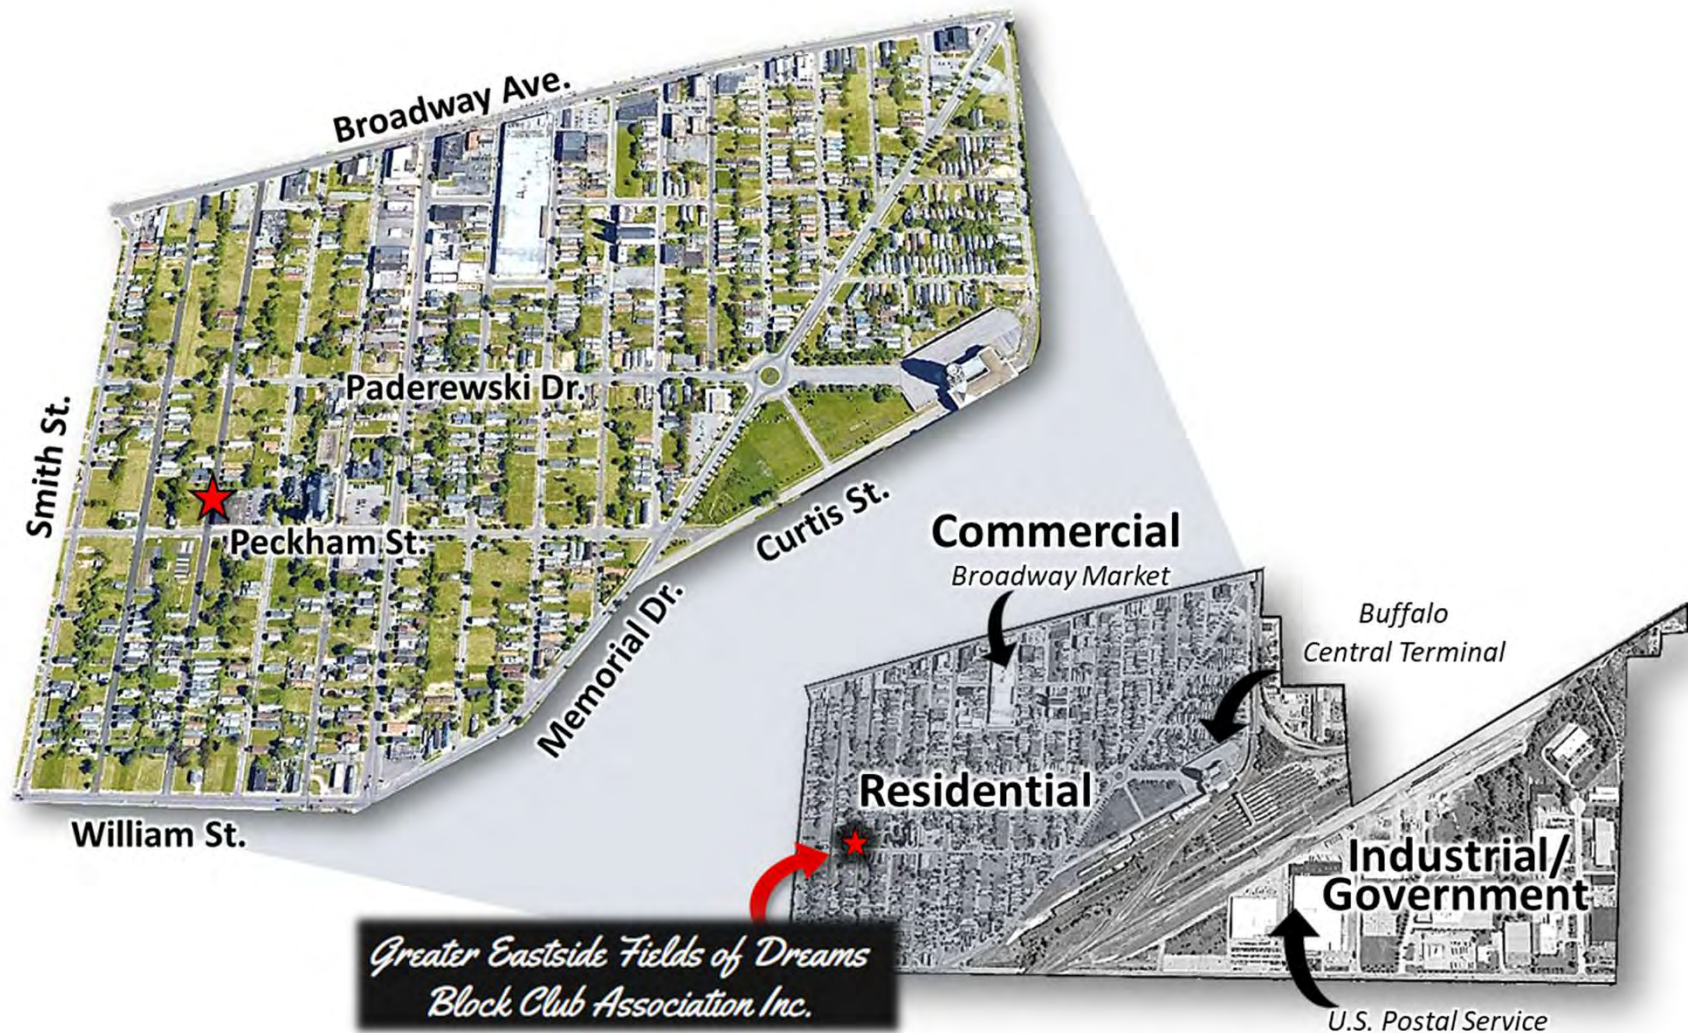 Broadway Ave.
Smith St.
Paderewski Dr.
Peckham St.
Curtis St.
Memorial Dr.
William St.
Commercial
Broadway Market
Buffalo
Central Terminal
Residential
Industrial/
Government
Greater Eastside Fields of Dreams
Block Club Association Inc.
U.S. Postal Service